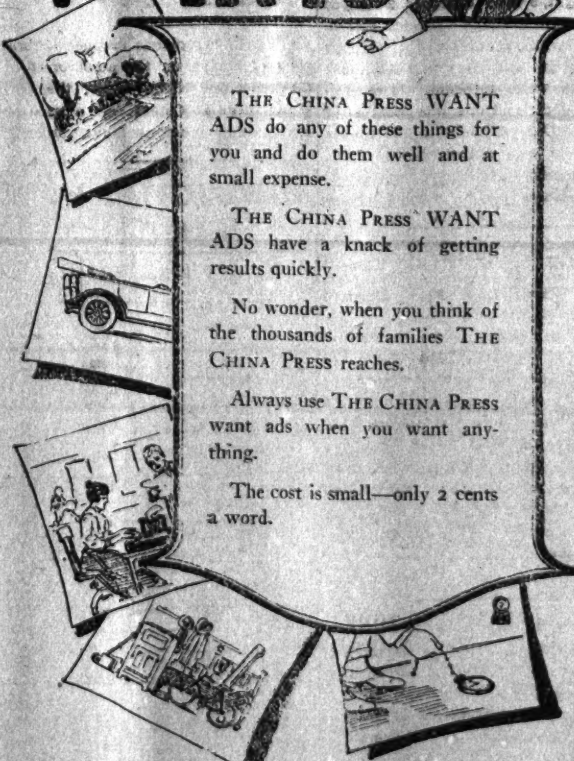 THE CHINA PRESS WANT
ADS do any of these things for
you and do them well and at
small expense.
THE CHINA PRESS WANT
ADS have a knack of getting
results quickly.
No wonder, when you think of
the thousands of families THE
CHINA PRESS reaches.
Always use THE CHINA PRESS
want ads when you want any-
thing.
The cost is small—only 2 cents
a word.